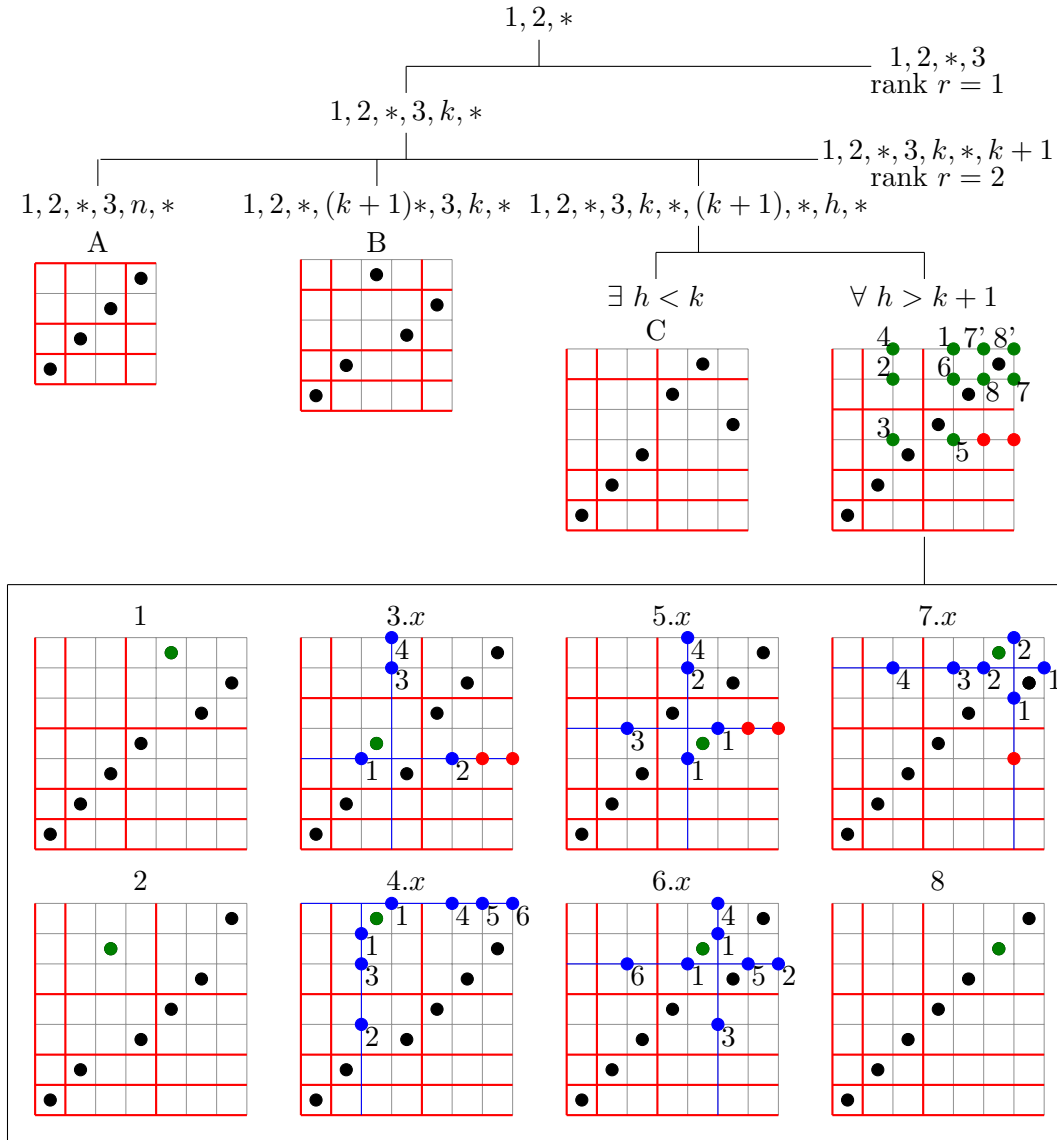 1, 2, ∗
1, 2, ∗, 3
rank r = 1
1, 2, ∗, 3, k, ∗
1, 2, ∗, 3, k, ∗, k + 1
rank r = 2
1, 2, ∗, 3, n, ∗
1, 2, ∗, (k + 1)∗, 3, k, ∗
1, 2, ∗, 3, k, ∗, (k + 1), ∗, h, ∗
A
B
∃ h < k
∀ h > k + 1
C
4 1 7’ 8’
2 6
8 7
3
5
1
3.x
5.x
7.x
4
3
1 2
4
2
3 1
1
2
4 3 2 1
1
2
4.x
6.x
8
1 4 5 6
1
3
2
4
1
6 1 5 2
3